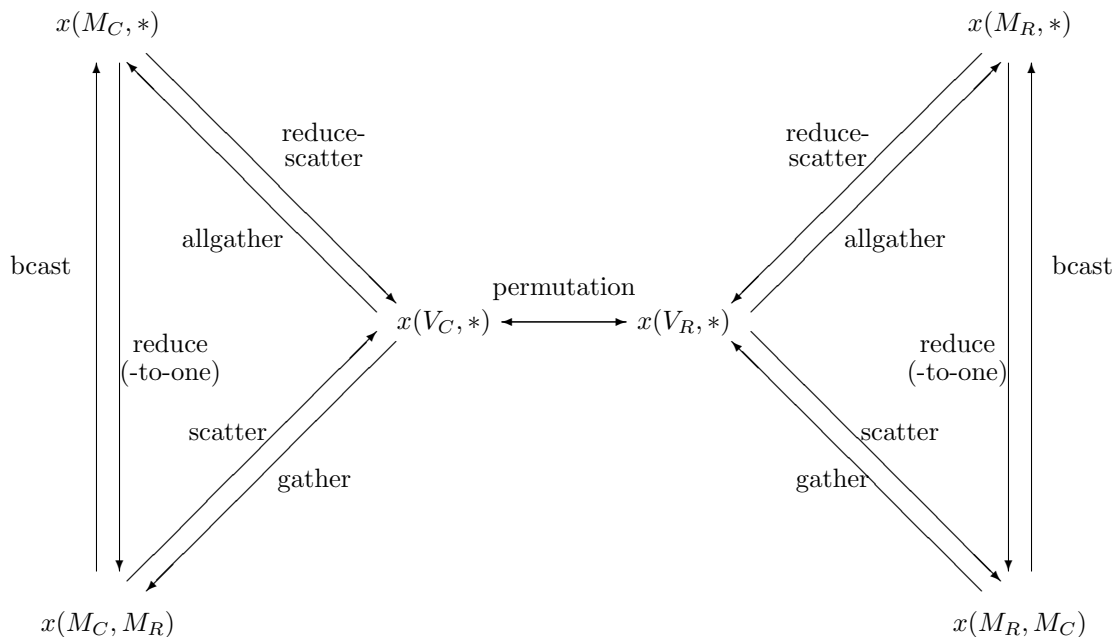 x(M_C, ∗)
x(M_R, ∗)
reduce-
scatter
reduce-
scatter
allgather
allgather
bcast
bcast
permutation
x(V_C, ∗)
x(V_R, ∗)
reduce
(-to-one)
reduce
(-to-one)
scatter
scatter
gather
gather
x(M_C, M_R)
x(M_R, M_C)